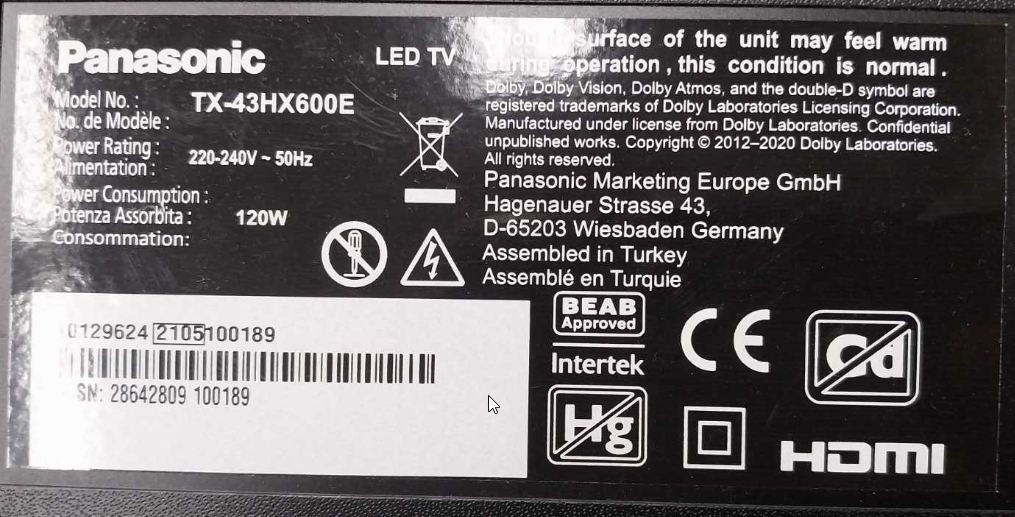 Panasonic
LED TV
Model No. :
No. de Modèle :
TX-43HX600E
Power Rating :
Alimentation :
220-240V ~ 50Hz
Power Consumption :
Potenza Assorbita :
Consommation:
120W
surface of the unit may feel warm
during operation , this condition is normal .
Dolby, Dolby Vision, Dolby Atmos, and the double-D symbol are
registered trademarks of Dolby Laboratories Licensing Corporation.
Manufactured under license from Dolby Laboratories. Confidential
unpublished works. Copyright © 2012–2020 Dolby Laboratories.
All rights reserved.
Panasonic Marketing Europe GmbH
Hagenauer Strasse 43,
D-65203 Wiesbaden Germany
Assembled in Turkey
Assemblé en Turquie
0129624 2105100189
SN: 28642809 100189
BEAB
Approved
Intertek
CE
Cd
Hg
HDMI